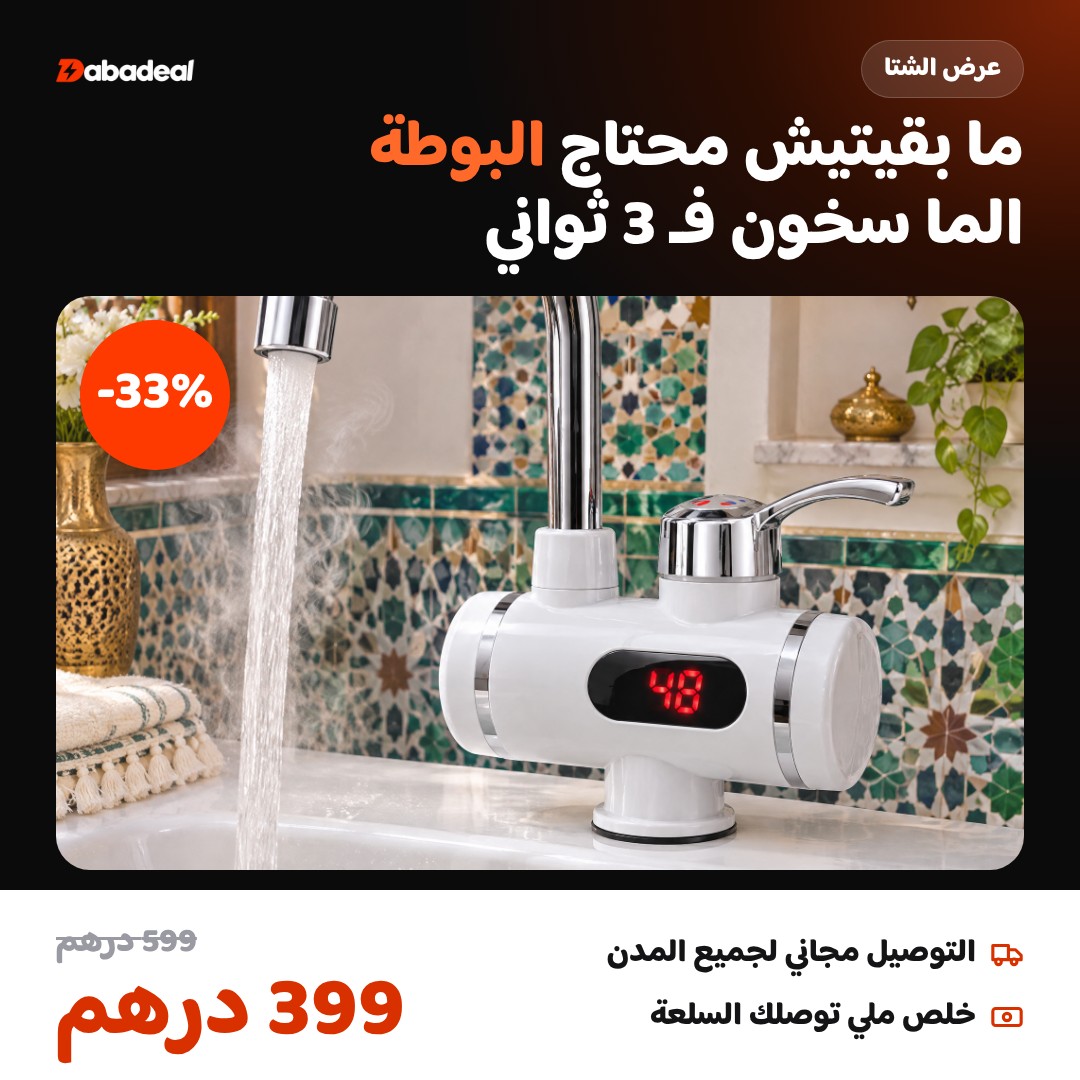 Dabadeal
عرض الشتا
ما بقيتيش محتاج البوطة
الما سخون فـ 3 ثواني
-33%
48
التوصيل مجاني لجميع المدن
خلص ملي توصلك السلعة
599 درهم
399 درهم